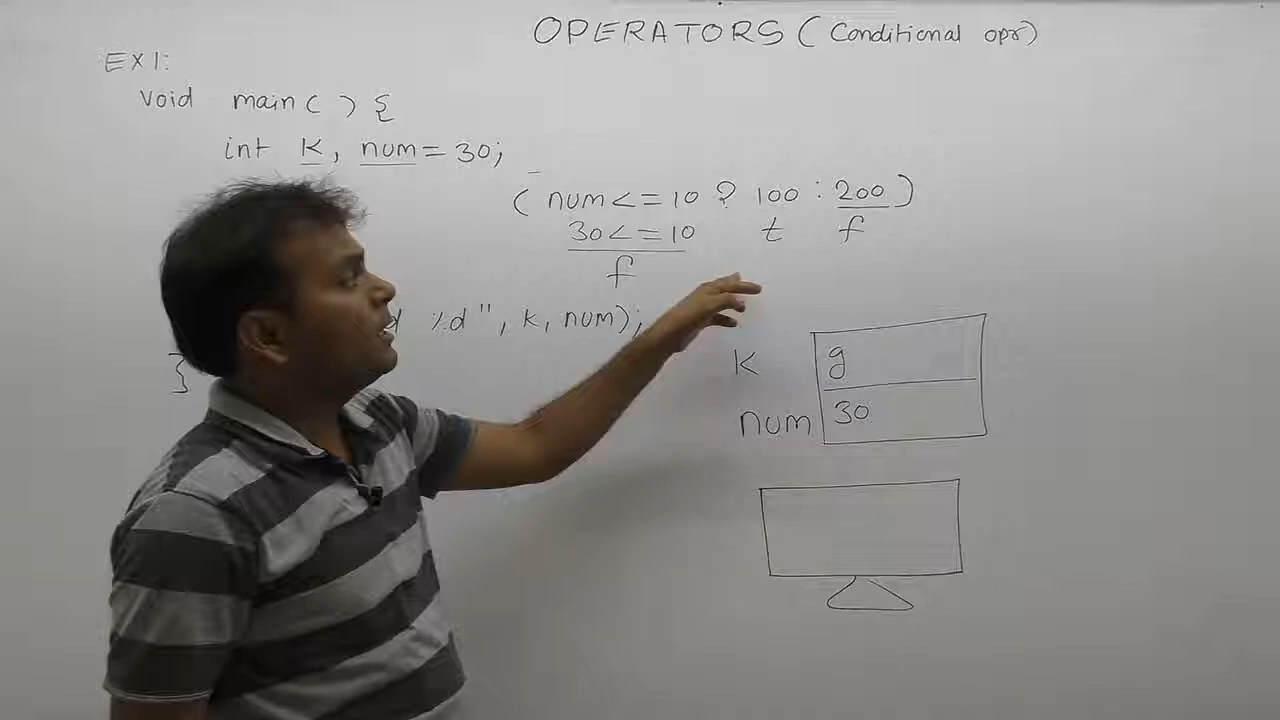 OPERATORS ( Conditional opr )
EX1:
void main( ) {
int K, num = 30;
( num <= 10 ? 100 : 200 )
30 <= 10 t f
f
d %d", k, num);
}
K g
num 30